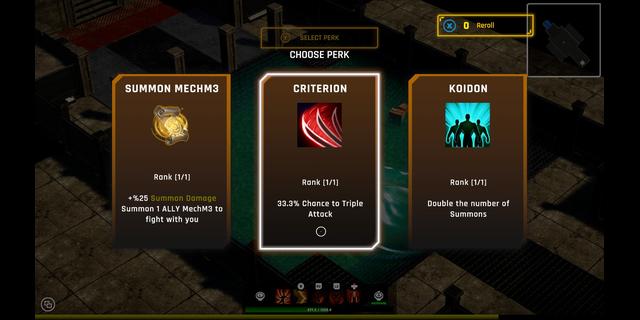 SELECT PERK
0 Reroll
CHOOSE PERK
SUMMON MECHM3
Rank [1/1]
+%25 Summon Damage
Summon 1 ALLY MechM3 to
fight with you
CRITERION
Rank [1/1]
33.3% Chance to Triple
Attack
KOIDON
Rank [1/1]
Double the number of
Summons